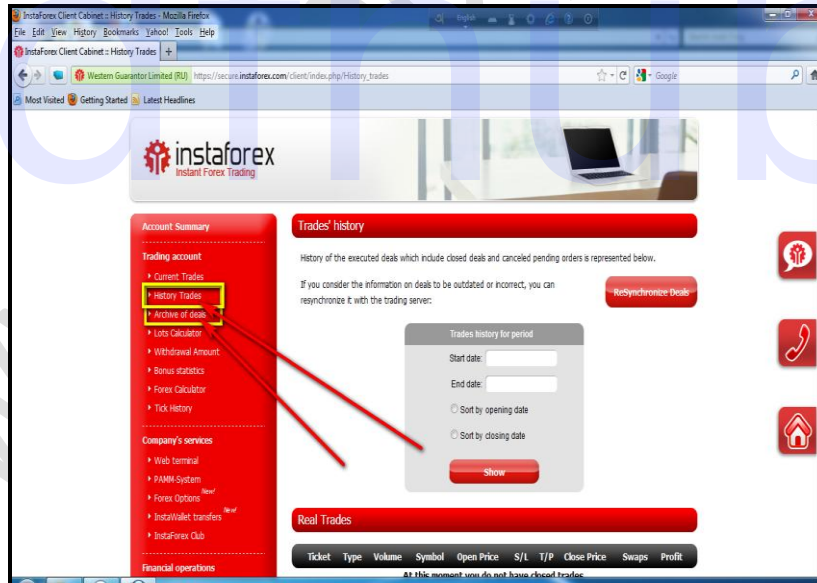 InstaForex Client Cabinet :: History Trades - Mozilla Firefox
English
File Edit View History Bookmarks Yahoo! Tools Help
InstaForex Client Cabinet :: History Trades +
Western Guarantor Limited (RU) https://secure.instaforex.com/client/index.php/History_trades
Google
Most Visited Getting Started Latest Headlines
instaforex
Instant Forex Trading
Account Summary
Trading account
Current Trades
History Trades
Archive of deals
Lots Calculator
Withdrawal Amount
Bonus statistics
Forex Calculator
Tick History
Company's services
Web terminal
PAMM-System
Forex Options New!
InstaWallet transfers New!
InstaForex Club
Financial operations
Trades' history
History of the executed deals which include closed deals and canceled pending orders is represented below.
If you consider the information on deals to be outdated or incorrect, you can
resynchronize it with the trading server:
ReSynchronize Deals
Trades history for period
Start date:
End date:
Sort by opening date
Sort by closing date
Show
Real Trades
Ticket Type Volume Symbol Open Price S/L T/P Close Price Swaps Profit
At this moment you do not have closed trades